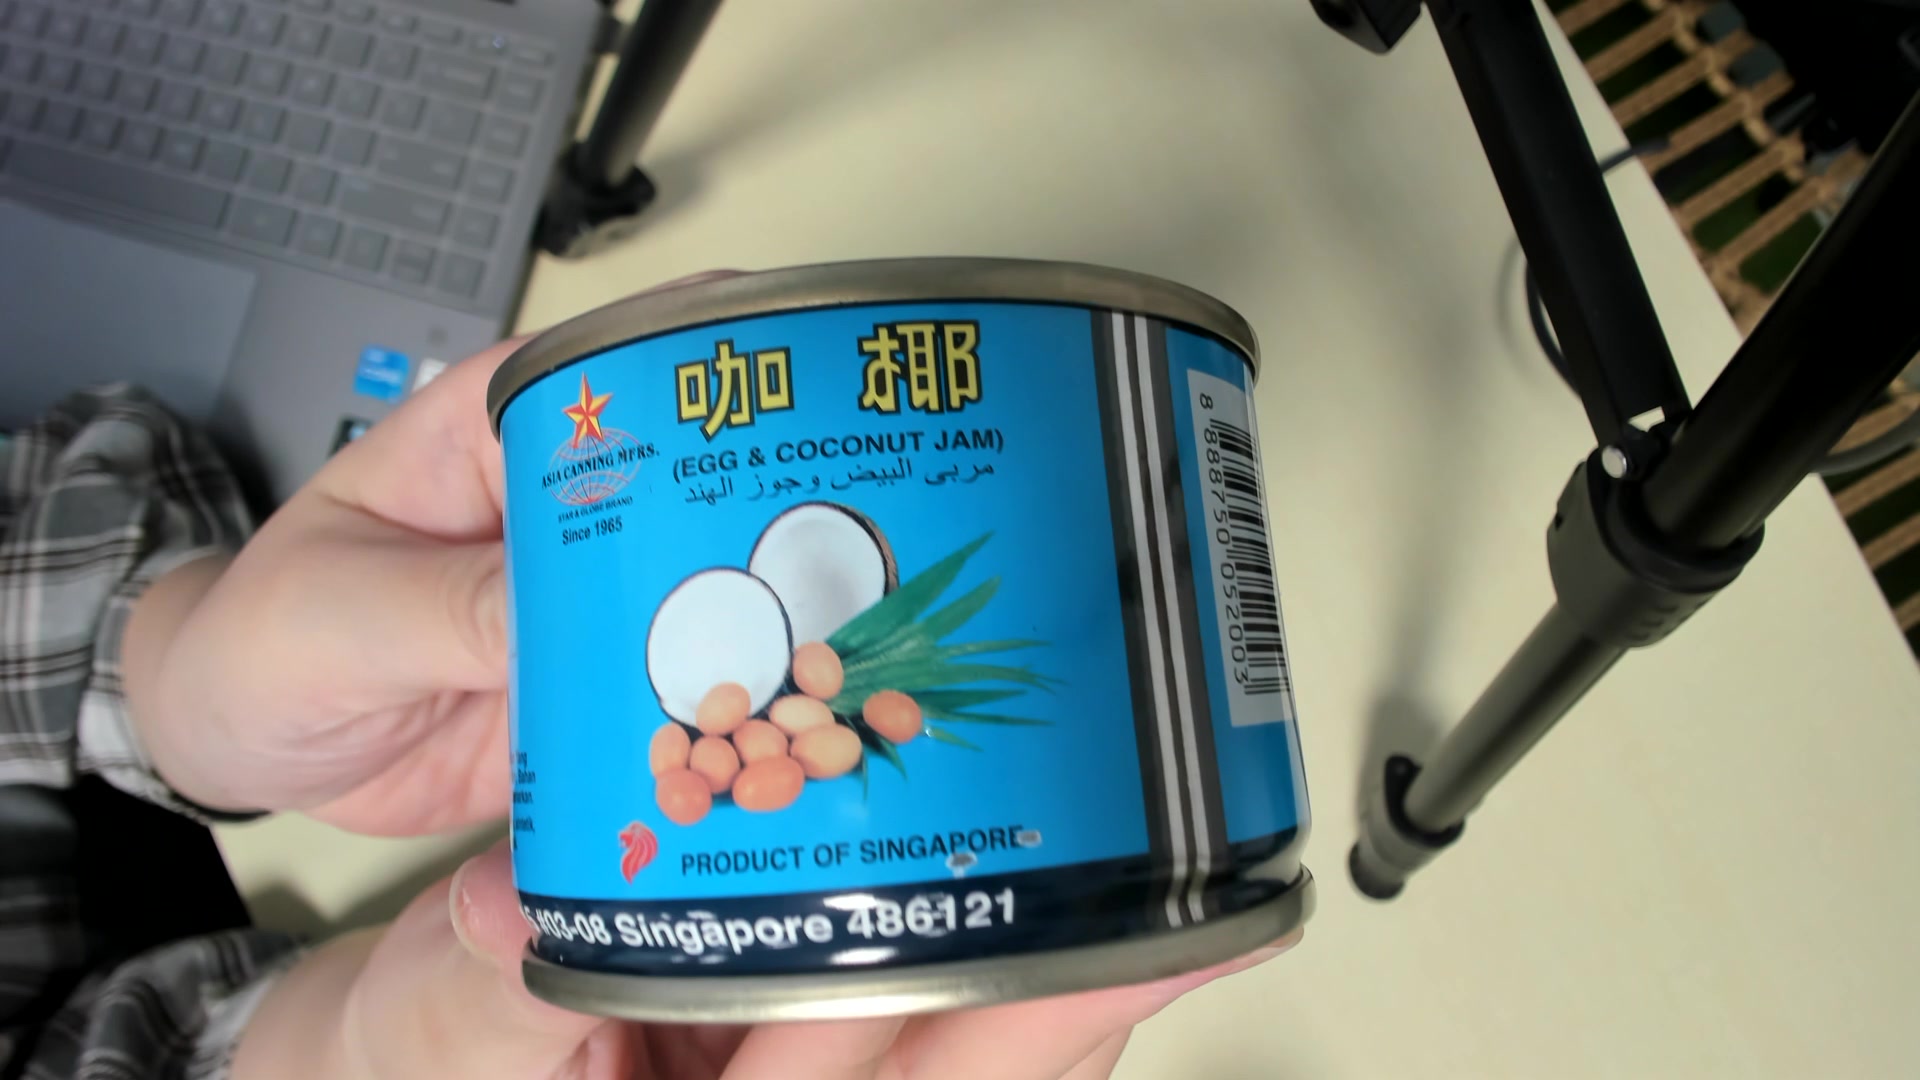 咖 椰
(EGG & COCONUT JAM)
مربى البيض وجوز الهند
ASIA CANNING MFRS.
STAR & GLOBE BRAND
Since 1965
PRODUCT OF SINGAPORE
#03-08 Singapore 486121
8 888750 052003